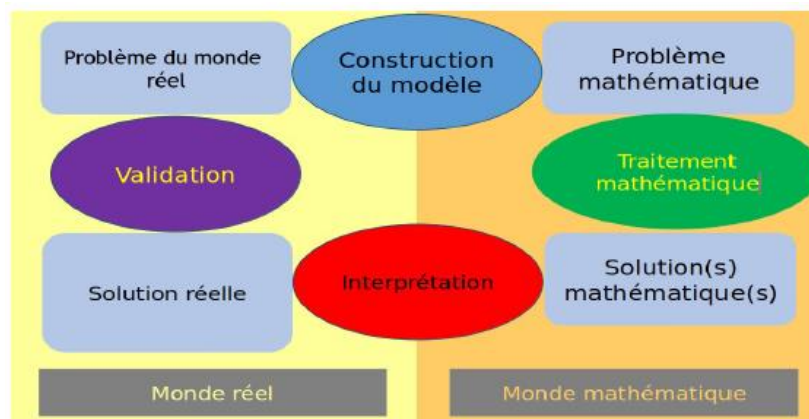 Problème du monde
réel
Construction
du modèle
Problème
mathématique
Validation
Traitement
mathématique
Solution réelle
Interprétation
Solution(s)
mathématique(s)
Monde réel
Monde mathématique